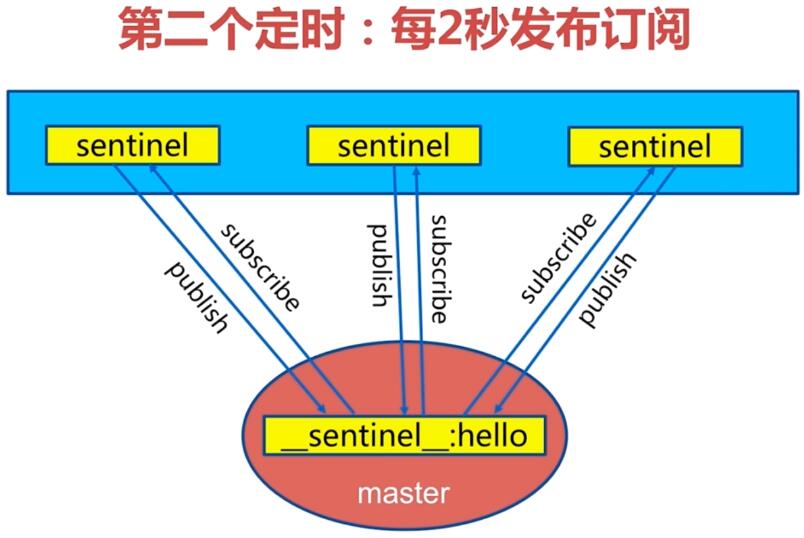 第二个定时：每2秒发布订阅
sentinel
sentinel
sentinel
publish
subscribe
publish
subscribe
subscribe
publish
__sentinel__:hello
master